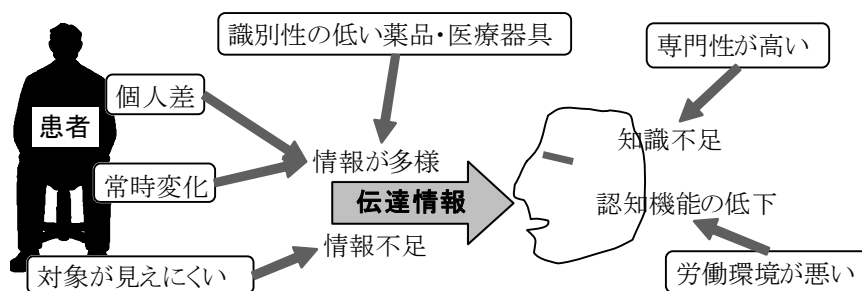 識別性の低い薬品・医療器具
専門性が高い
個人差
患者
知識不足
情報が多様
常時変化
伝達情報
認知機能の低下
情報不足
対象が見えにくい
労働環境が悪い